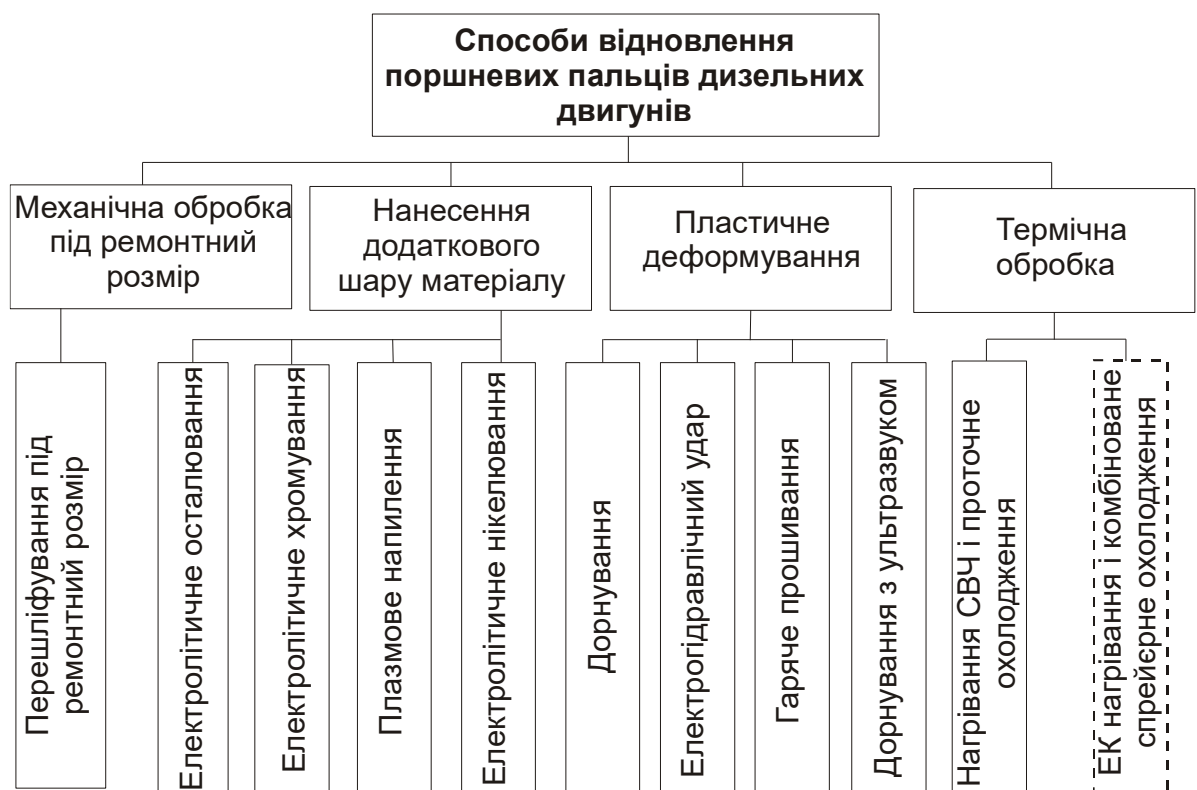 Способи відновлення
поршневих пальців дизельних
двигунів
Механічна обробка
під ремонтний
розмір
Нанесення
додаткового
шару матеріалу
Пластичне
деформування
Термічна
обробка
Перешліфування під
ремонтний розмір
Електролітичне осталювання
Електролітичне хромування
Плазмове напилення
Електролітичне нікелювання
Дорнування
Електрогідравлічний удар
Гаряче прошивання
Дорнування з ультразвуком
Нагрівання СВЧ і проточне
охолодження
ЕК нагрівання і комбіноване
спрейєрне охолодження